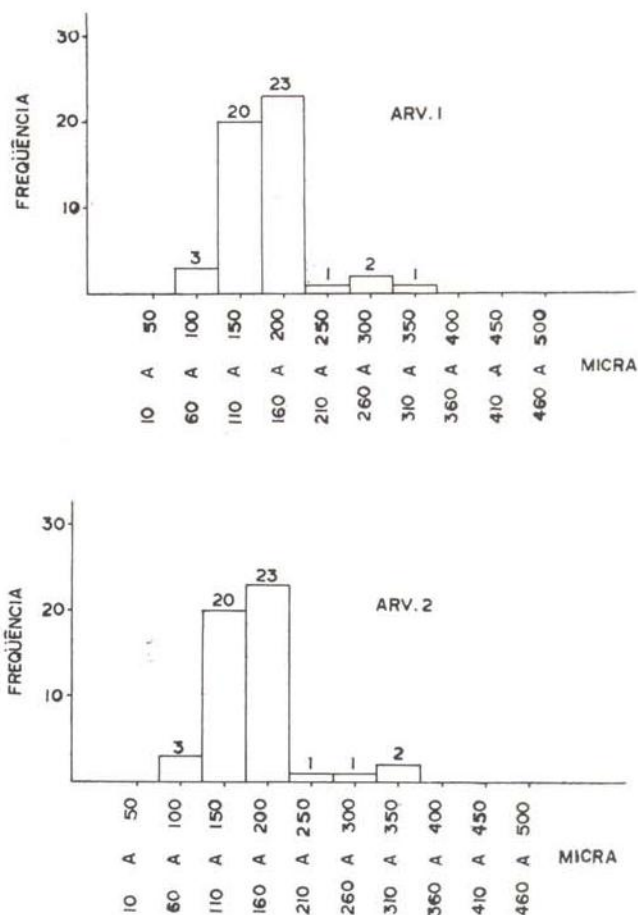 30
23
20
ARV. 1
20
FREQÜÊNCIA
10
3
1
2
1
10 A 50
60 A 100
110 A 150
160 A 200
210 A 250
260 A 300
310 A 350
360 A 400
410 A 450
460 A 500
MICRA
30
23
20
ARV. 2
20
FREQÜÊNCIA
10
3
1
1
2
10 A 50
60 A 100
110 A 150
160 A 200
210 A 250
260 A 300
310 A 350
360 A 400
410 A 450
460 A 500
MICRA